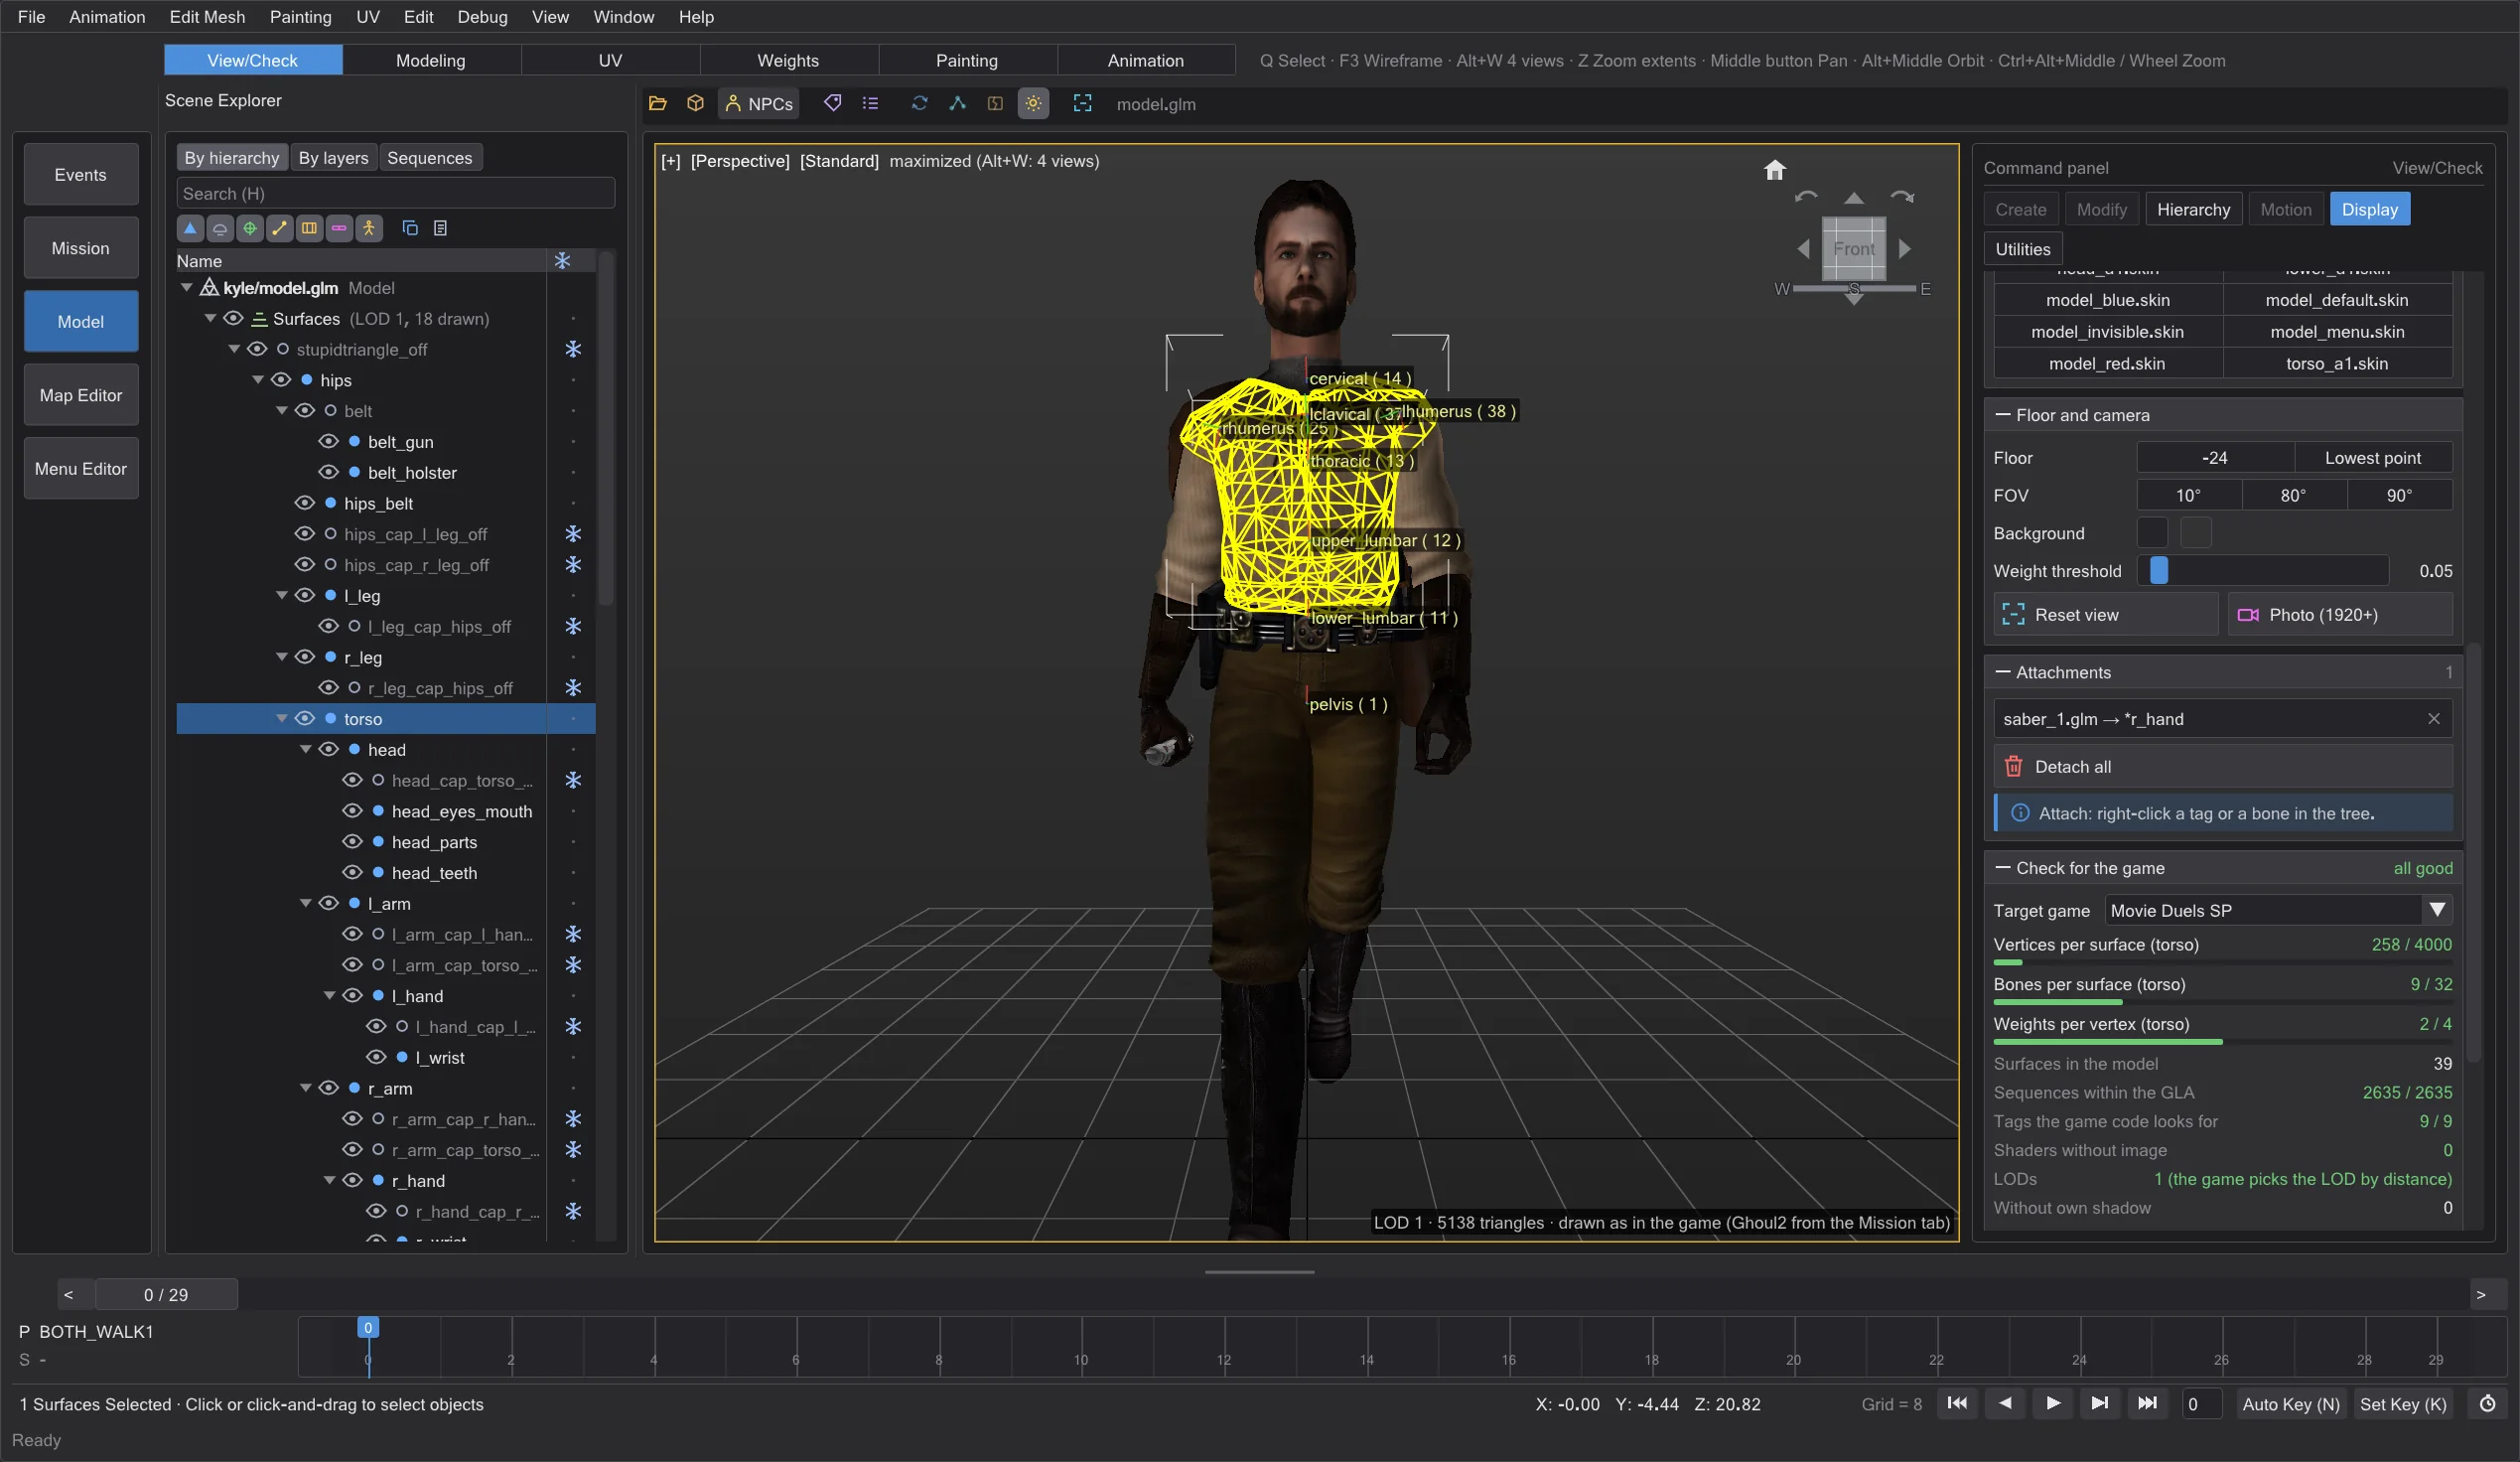 File Animation Edit Mesh Painting UV Edit Debug View Window Help
View/Check Modeling UV Weights Painting Animation Q Select · F3 Wireframe · Alt+W 4 views · Z Zoom extents · Middle button Pan · Alt+Middle Orbit · Ctrl+Alt+Middle / Wheel Zoom
Scene Explorer
NPCs model.glm
Events
Mission
Model
Map Editor
Menu Editor
By hierarchy By layers Sequences
Search (H)
Name
kyle/model.glm Model
Surfaces (LOD 1, 18 drawn)
stupidtriangle_off
hips
belt
belt_gun
belt_holster
hips_belt
hips_cap_l_leg_off
hips_cap_r_leg_off
l_leg
l_leg_cap_hips_off
r_leg
r_leg_cap_hips_off
torso
head
head_cap_torso_...
head_eyes_mouth
head_parts
head_teeth
l_arm
l_arm_cap_l_han...
l_arm_cap_torso_...
l_hand
l_hand_cap_l_...
l_wrist
r_arm
r_arm_cap_r_han...
r_arm_cap_torso_...
r_hand
r_hand_cap_r_...
r_wrist
[+] [Perspective] [Standard] maximized (Alt+W: 4 views)
Front
W S E
cervical ( 14 )
lclavical ( 37
lhumerus ( 38 )
rhumerus ( 25 )
thoracic ( 13 )
upper_lumbar ( 12 )
lower_lumbar ( 11 )
pelvis ( 1 )
LOD 1 · 5138 triangles · drawn as in the game (Ghoul2 from the Mission tab)
Command panel View/Check
Create Modify Hierarchy Motion Display
Utilities
model_blue.skin model_default.skin
model_invisible.skin model_menu.skin
model_red.skin torso_a1.skin
Floor and camera
Floor -24 Lowest point
FOV 10° 80° 90°
Background
Weight threshold 0.05
Reset view Photo (1920+)
Attachments 1
saber_1.glm → *r_hand
Detach all
Attach: right-click a tag or a bone in the tree.
Check for the game all good
Target game Movie Duels SP
Vertices per surface (torso) 258 / 4000
Bones per surface (torso) 9 / 32
Weights per vertex (torso) 2 / 4
Surfaces in the model 39
Sequences within the GLA 2635 / 2635
Tags the game code looks for 9 / 9
Shaders without image 0
LODs 1 (the game picks the LOD by distance)
Without own shadow 0
< 0 / 29 >
P BOTH_WALK1
S -
0
0 2 4 6 8 10 12 14 16 18 20 22 24 26 28 29
1 Surfaces Selected · Click or click-and-drag to select objects X: -0.00 Y: -4.44 Z: 20.82 Grid = 8 0 Auto Key (N) Set Key (K)
Ready